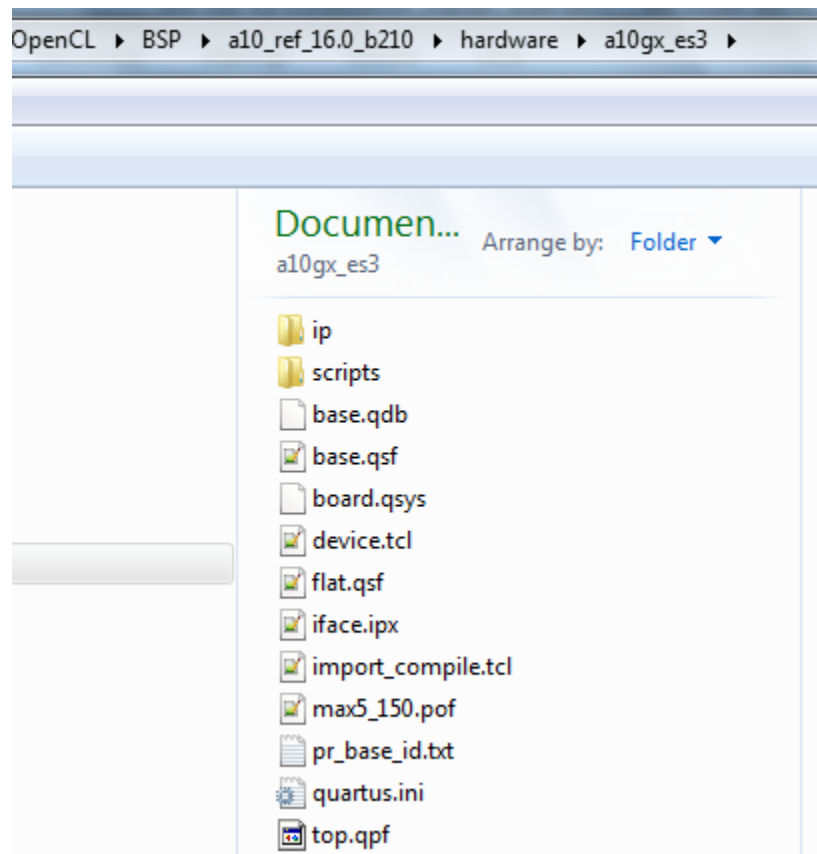 OpenCL ▸ BSP ▸ a10_ref_16.0_b210 ▸ hardware ▸ a10gx_es3 ▸
Documen... Arrange by: Folder ▾
a10gx_es3
ip
scripts
base.qdb
base.qsf
board.qsys
device.tcl
flat.qsf
iface.ipx
import_compile.tcl
max5_150.pof
pr_base_id.txt
quartus.ini
top.qpf